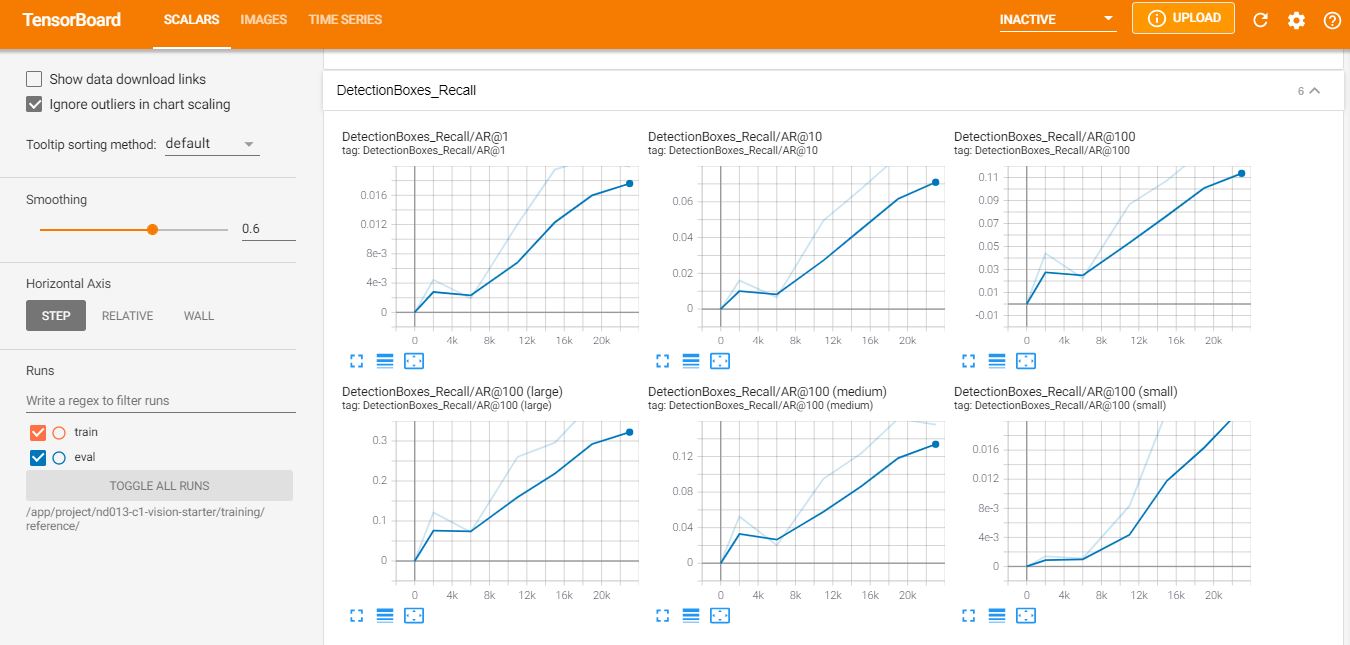 TensorBoard SCALARS IMAGES TIME SERIES INACTIVE UPLOAD
Show data download links
Ignore outliers in chart scaling
Tooltip sorting method: default
Smoothing
0.6
Horizontal Axis
STEP RELATIVE WALL
Runs
Write a regex to filter runs
train
eval
TOGGLE ALL RUNS
/app/project/nd013-c1-vision-starter/training/
reference/
DetectionBoxes_Recall 6
DetectionBoxes_Recall/AR@1
tag: DetectionBoxes_Recall/AR@1
0.016
0.012
8e-3
4e-3
0
0 4k 8k 12k 16k 20k
DetectionBoxes_Recall/AR@10
tag: DetectionBoxes_Recall/AR@10
0.06
0.04
0.02
0
0 4k 8k 12k 16k 20k
DetectionBoxes_Recall/AR@100
tag: DetectionBoxes_Recall/AR@100
0.11
0.09
0.07
0.05
0.03
0.01
-0.01
0 4k 8k 12k 16k 20k
DetectionBoxes_Recall/AR@100 (large)
tag: DetectionBoxes_Recall/AR@100 (large)
0.3
0.2
0.1
0
0 4k 8k 12k 16k 20k
DetectionBoxes_Recall/AR@100 (medium)
tag: DetectionBoxes_Recall/AR@100 (medium)
0.12
0.08
0.04
0
0 4k 8k 12k 16k 20k
DetectionBoxes_Recall/AR@100 (small)
tag: DetectionBoxes_Recall/AR@100 (small)
0.016
0.012
8e-3
4e-3
0
0 4k 8k 12k 16k 20k